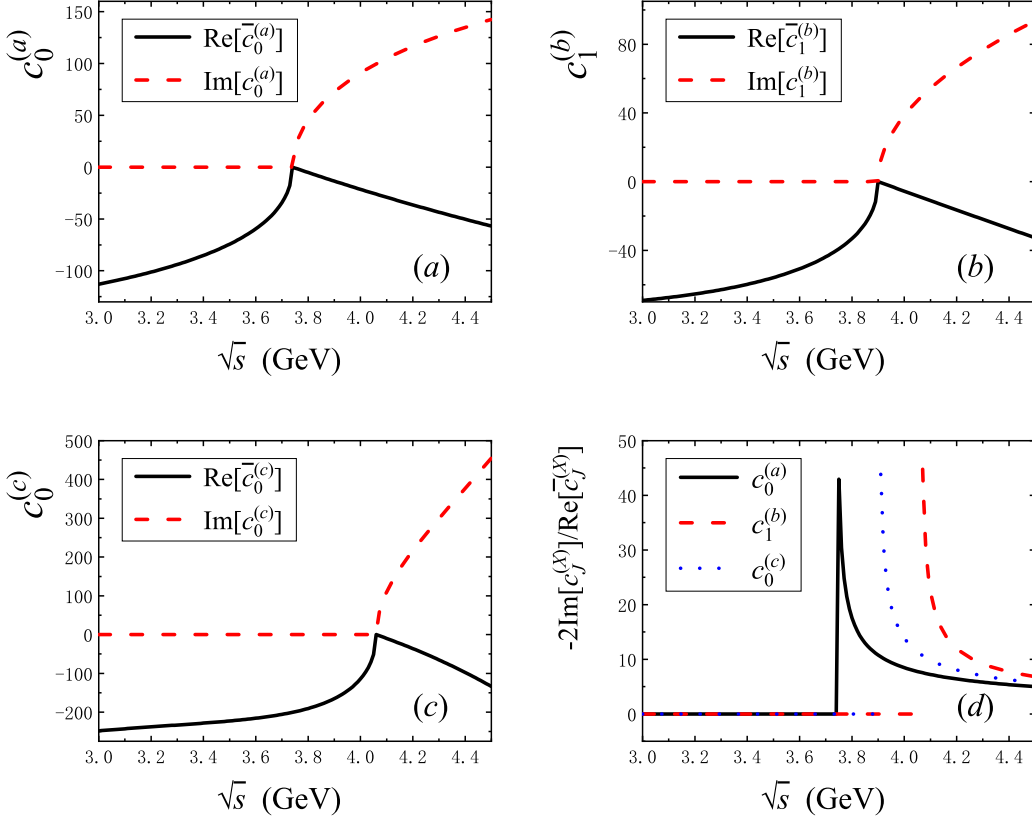 c_0^{(a)}
150
100
50
0
−50
−100
Re[c̄_0^{(a)}]
Im[c_0^{(a)}]
(a)
3.0 3.2 3.4 3.6 3.8 4.0 4.2 4.4
√s (GeV)
c_1^{(b)}
80
40
0
−40
Re[c̄_1^{(b)}]
Im[c_1^{(b)}]
(b)
3.0 3.2 3.4 3.6 3.8 4.0 4.2 4.4
√s (GeV)
c_0^{(c)}
500
400
300
200
100
0
−100
−200
Re[c̄_0^{(c)}]
Im[c_0^{(c)}]
(c)
3.0 3.2 3.4 3.6 3.8 4.0 4.2 4.4
√s (GeV)
-2Im[c_J^{(X)}]/Re[c̄_J^{(X)}]
50
40
30
20
10
0
c_0^{(a)}
c_1^{(b)}
c_0^{(c)}
(d)
3.0 3.2 3.4 3.6 3.8 4.0 4.2 4.4
√s (GeV)